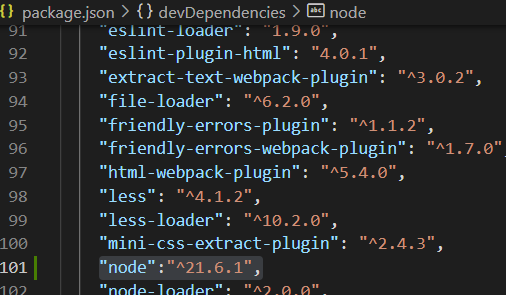 package.json > {} devDependencies > abc node
91 "eslint-loader": "1.9.0",
92 "eslint-plugin-html": "4.0.1",
93 "extract-text-webpack-plugin": "^3.0.2",
94 "file-loader": "^6.2.0",
95 "friendly-errors-plugin": "^1.1.2",
96 "friendly-errors-webpack-plugin": "^1.7.0",
97 "html-webpack-plugin": "^5.4.0",
98 "less": "^4.1.2",
99 "less-loader": "^10.2.0",
100 "mini-css-extract-plugin": "^2.4.3",
101 "node":"^21.6.1",
"node-loader": "^2.0.0",